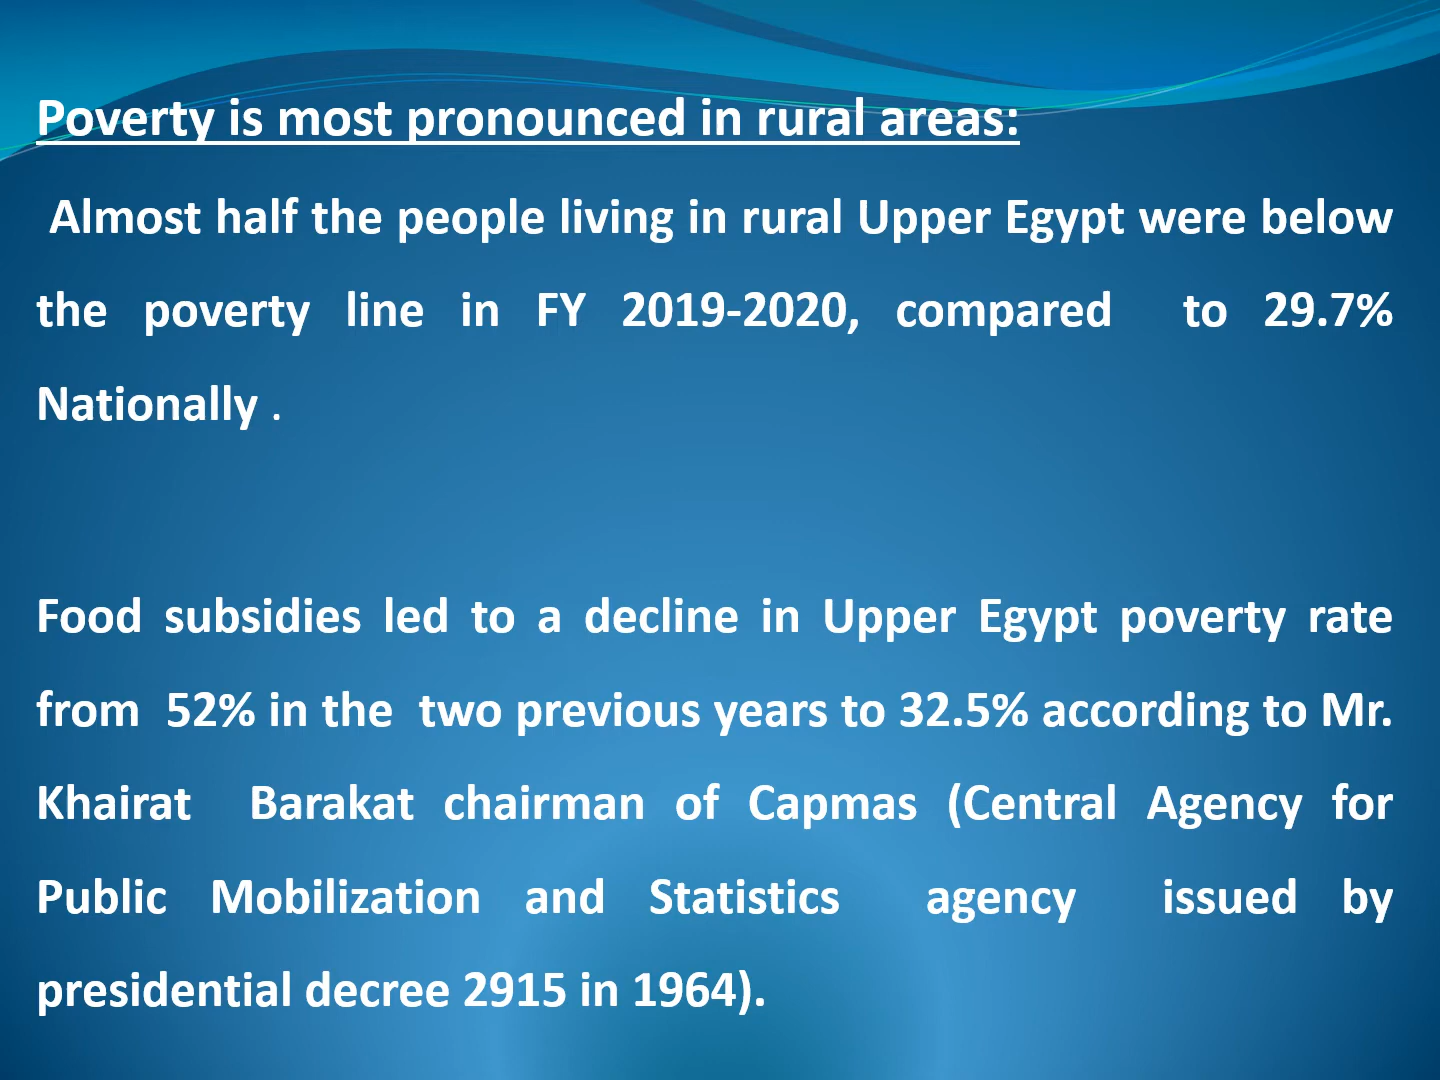 Poverty is most pronounced in rural areas:
Almost half the people living in rural Upper Egypt were below
the poverty line in FY 2019-2020, compared to 29.7%
Nationally .
Food subsidies led to a decline in Upper Egypt poverty rate
from 52% in the two previous years to 32.5% according to Mr.
Khairat Barakat chairman of Capmas (Central Agency for
Public Mobilization and Statistics agency issued by
presidential decree 2915 in 1964).